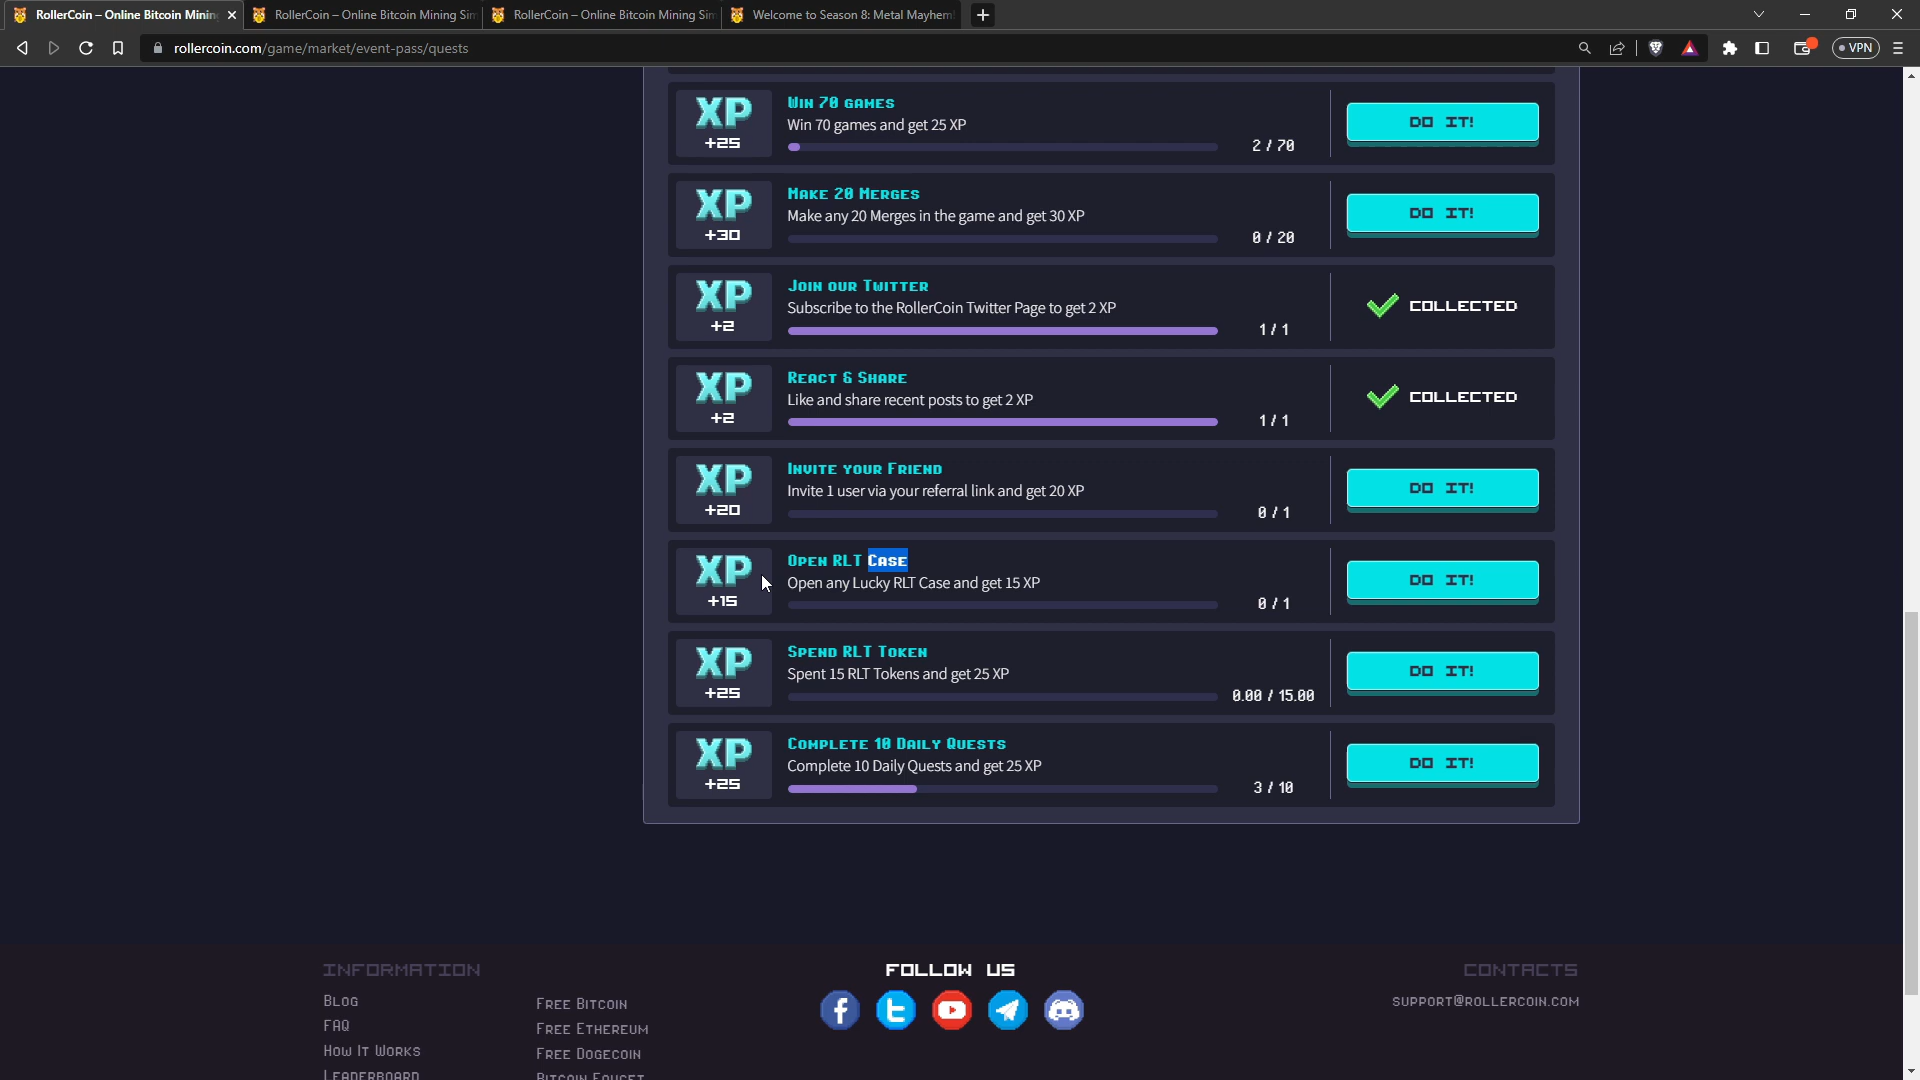 RollerCoin – Online Bitcoin Minin
RollerCoin – Online Bitcoin Mining Sim
RollerCoin – Online Bitcoin Mining Sim
Welcome to Season 8: Metal Mayhem!
rollercoin.com/game/market/event-pass/quests
VPN
XP
+25
Win 70 games
Win 70 games and get 25 XP
2 / 70
DO IT!
XP
+30
Make 20 Merges
Make any 20 Merges in the game and get 30 XP
0 / 20
DO IT!
XP
+2
Join our Twitter
Subscribe to the RollerCoin Twitter Page to get 2 XP
1 / 1
COLLECTED
XP
+2
React & Share
Like and share recent posts to get 2 XP
1 / 1
COLLECTED
XP
+20
Invite your Friend
Invite 1 user via your referral link and get 20 XP
0 / 1
DO IT!
XP
+15
Open RLT Case
Open any Lucky RLT Case and get 15 XP
0 / 1
DO IT!
XP
+25
Spend RLT Token
Spent 15 RLT Tokens and get 25 XP
0.00 / 15.00
DO IT!
XP
+25
Complete 10 Daily Quests
Complete 10 Daily Quests and get 25 XP
3 / 10
DO IT!
INFORMATION
Blog
FAQ
How It Works
Leaderboard
Free Bitcoin
Free Ethereum
Free Dogecoin
Bitcoin Faucet
FOLLOW US
CONTACTS
support@rollercoin.com